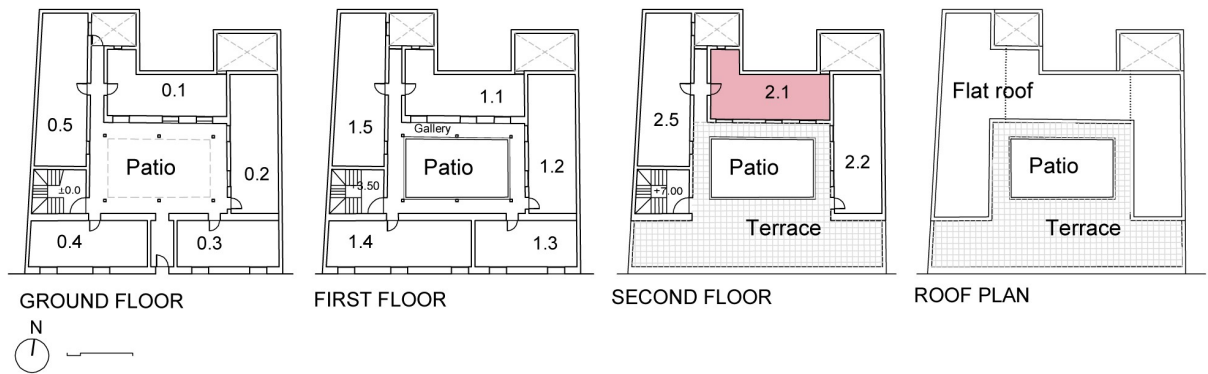 0.1
0.5
Patio
0.2
±0.0
0.4
0.3
GROUND FLOOR
1.1
1.5
Gallery
Patio
1.2
+3.50
1.4
1.3
FIRST FLOOR
2.1
2.5
Patio
2.2
+7.00
Terrace
SECOND FLOOR
Flat roof
Patio
Terrace
ROOF PLAN
N